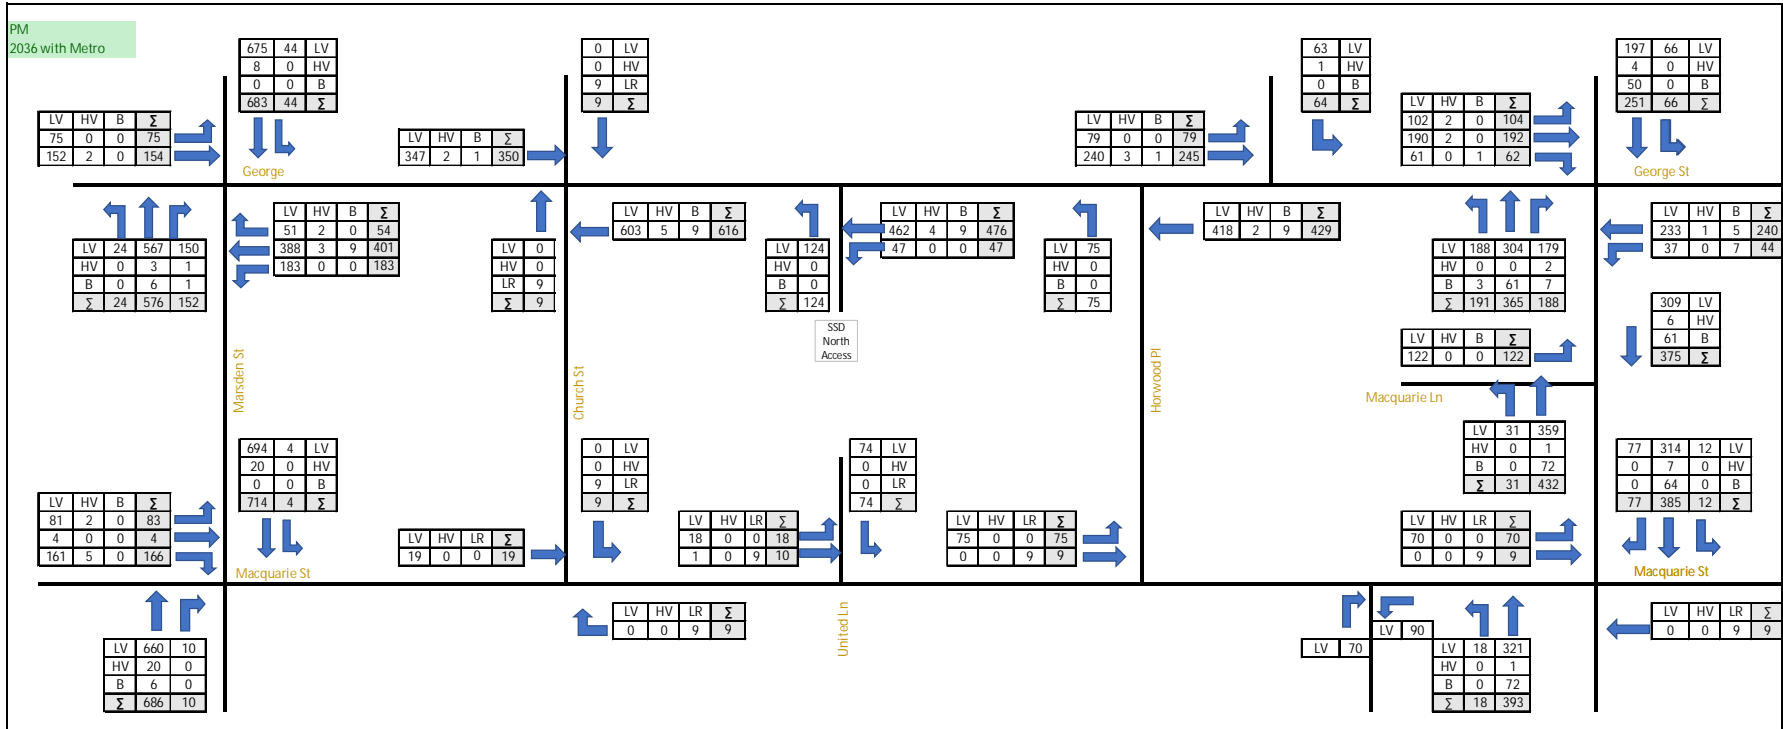 PM
2036 with Metro
675 44 LV
8 0 HV
0 0 B
683 44 Σ
0 LV
0 HV
9 LR
9 Σ
63 LV
1 HV
0 B
64 Σ
197 66 LV
4 0 HV
50 0 B
251 66 Σ
LV HV B Σ
75 0 0 75
152 2 0 154
LV HV B Σ
347 2 1 350
LV HV B Σ
79 0 0 79
240 3 1 245
LV HV B Σ
102 2 0 104
190 2 0 192
61 0 1 62
George
George St
LV 24 567 150
HV 0 3 1
B 0 6 1
Σ 24 576 152
LV HV B Σ
51 2 0 54
388 3 9 401
183 0 0 183
LV 0
HV 0
LR 9
Σ 9
LV HV B Σ
603 5 9 616
LV 124
HV 0
B 0
Σ 124
LV HV B Σ
462 4 9 476
47 0 0 47
LV 75
HV 0
B 0
Σ 75
LV HV B Σ
418 2 9 429
LV 188 304 179
HV 0 0 2
B 3 61 7
Σ 191 365 188
LV HV B Σ
233 1 5 240
37 0 7 44
SSD
North
Access
309 LV
6 HV
61 B
375 Σ
LV HV B Σ
122 0 0 122
Marsden St
Church St
Horwood Pl
Macquarie Ln
LV 31 359
HV 0 1
B 0 72
Σ 31 432
694 4 LV
20 0 HV
0 0 B
714 4 Σ
0 LV
0 HV
9 LR
9 Σ
74 LV
0 HV
0 LR
74 Σ
77 314 12 LV
0 7 0 HV
0 64 0 B
77 385 12 Σ
LV HV B Σ
81 2 0 83
4 0 0 4
161 5 0 166
LV HV LR Σ
19 0 0 19
LV HV LR Σ
18 0 0 18
1 0 9 10
LV HV LR Σ
75 0 0 75
0 0 9 9
LV HV LR Σ
70 0 0 70
0 0 9 9
Macquarie St
Macquarie St
LV 660 10
HV 20 0
B 6 0
Σ 686 10
LV HV LR Σ
0 0 9 9
United Ln
LV 70
LV 90
LV 18 321
HV 0 1
B 0 72
Σ 18 393
LV HV LR Σ
0 0 9 9